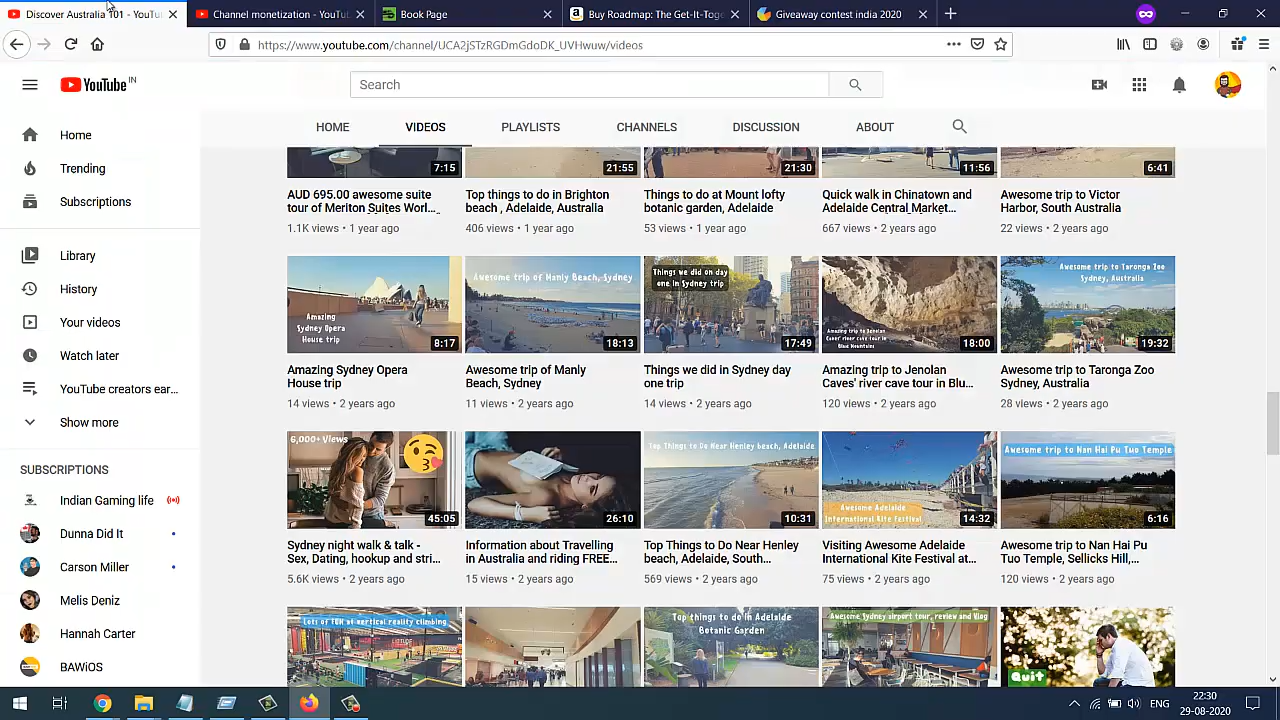 Discover Australia 101 - YouTu
Channel monetization - YouTu
Book Page
Buy Roadmap: The Get-It-Toge
Giveaway contest india 2020
https://www.youtube.com/channel/UCA2jSTzRGDmGdoDK_UVHwuw/videos
YouTube IN
Search
HOME
VIDEOS
PLAYLISTS
CHANNELS
DISCUSSION
ABOUT
Home
Trending
Subscriptions
Library
History
Your videos
Watch later
YouTube creators ear...
Show more
SUBSCRIPTIONS
Indian Gaming life
Dunna Did It
Carson Miller
Melis Deniz
Hannah Carter
BAWiOS
7:15
AUD 695.00 awesome suite
tour of Meriton Suites Worl...
1.1K views • 1 year ago
21:55
Top things to do in Brighton
beach , Adelaide, Australia
406 views • 1 year ago
21:30
Things to do at Mount lofty
botanic garden, Adelaide
53 views • 1 year ago
11:56
Quick walk in Chinatown and
Adelaide Central Market...
667 views • 2 years ago
6:41
Awesome trip to Victor
Harbor, South Australia
22 views • 2 years ago
Amazing
Sydney Opera
House trip
8:17
Amazing Sydney Opera
House trip
14 views • 2 years ago
Awesome trip of Manly Beach, Sydney
18:13
Awesome trip of Manly
Beach, Sydney
11 views • 2 years ago
Things we did on day
one in Sydney trip
17:49
Things we did in Sydney day
one trip
14 views • 2 years ago
Amazing trip to Jenolan
Caves' river cave tour in
Blue Mountains
18:00
Amazing trip to Jenolan
Caves' river cave tour in Blu...
120 views • 2 years ago
Awesome trip to Taronga Zoo
Sydney, Australia
19:32
Awesome trip to Taronga Zoo
Sydney, Australia
28 views • 2 years ago
6,000+ Views
45:05
Sydney night walk & talk -
Sex, Dating, hookup and stri...
5.6K views • 2 years ago
26:10
Information about Travelling
in Australia and riding FREE...
15 views • 2 years ago
Top Things to Do Near Henley beach, Adelaide
10:31
Top Things to Do Near Henley
beach, Adelaide, South...
569 views • 2 years ago
Awesome Adelaide
International Kite Festival
14:32
Visiting Awesome Adelaide
International Kite Festival at...
75 views • 2 years ago
Awesome trip to Nan Hai Pu Tuo Temple
6:16
Awesome trip to Nan Hai Pu
Tuo Temple, Sellicks Hill,...
120 views • 2 years ago
Lots of FUN at vertical reality climbing
Top things to do in Adelaide
Botanic Garden
Awesome Sydney airport tour, review and Vlog
Quit
ENG
22:30
29-08-2020